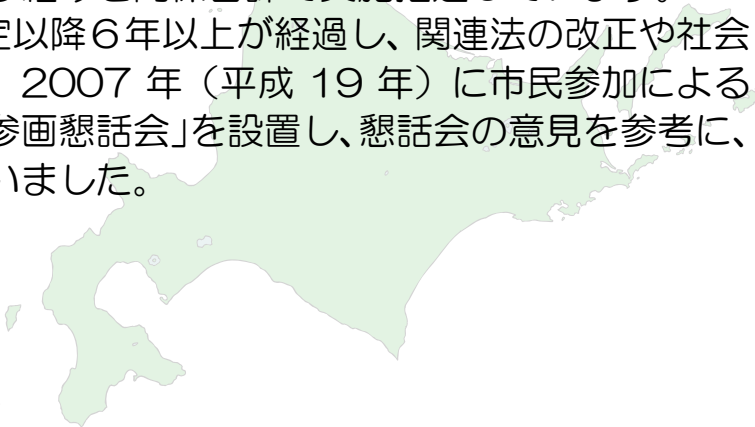 定以降６年以上が経過し、関連法の改正や社会
2007 年（平成 19 年）に市民参加による
参画懇話会」を設置し、懇話会の意見を参考に、
いました。